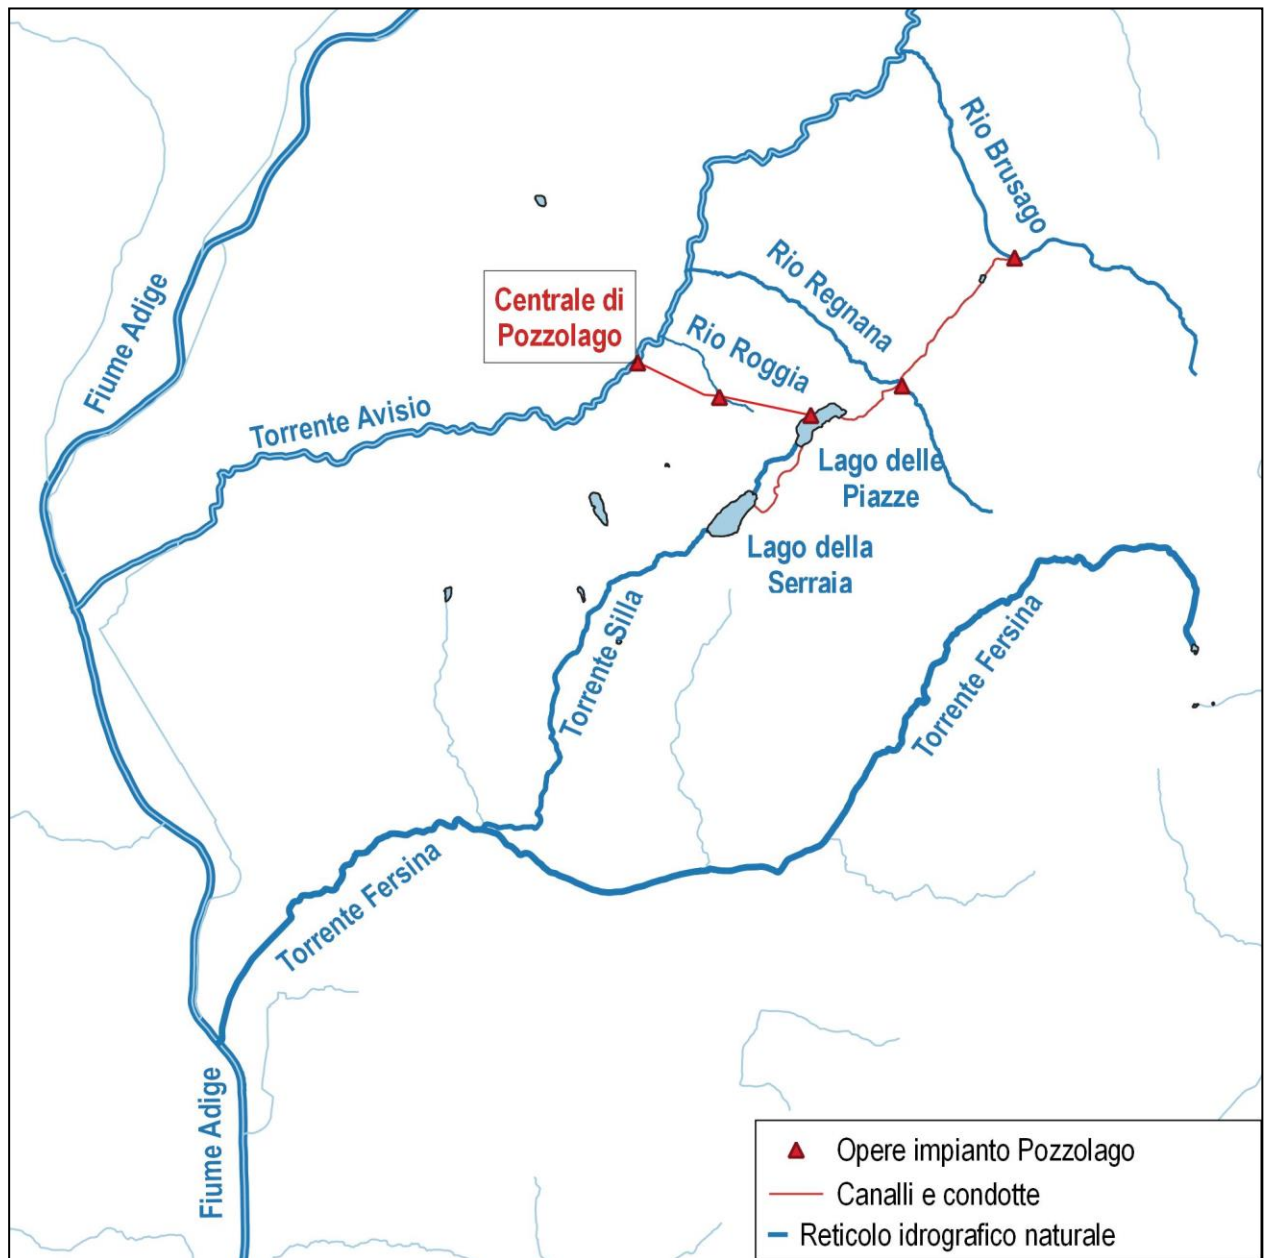 Rio Brusago
Rio Regnana
Centrale di
Pozzolago
Fiume Adige
Rio Roggia
Torrente Avisio
Lago delle
Piazze
Lago della
Serraia
Torrente Silla
Torrente Fersina
Torrente Fersina
Fiume Adige
Opere impianto Pozzolago
Canalli e condotte
Reticolo idrografico naturale